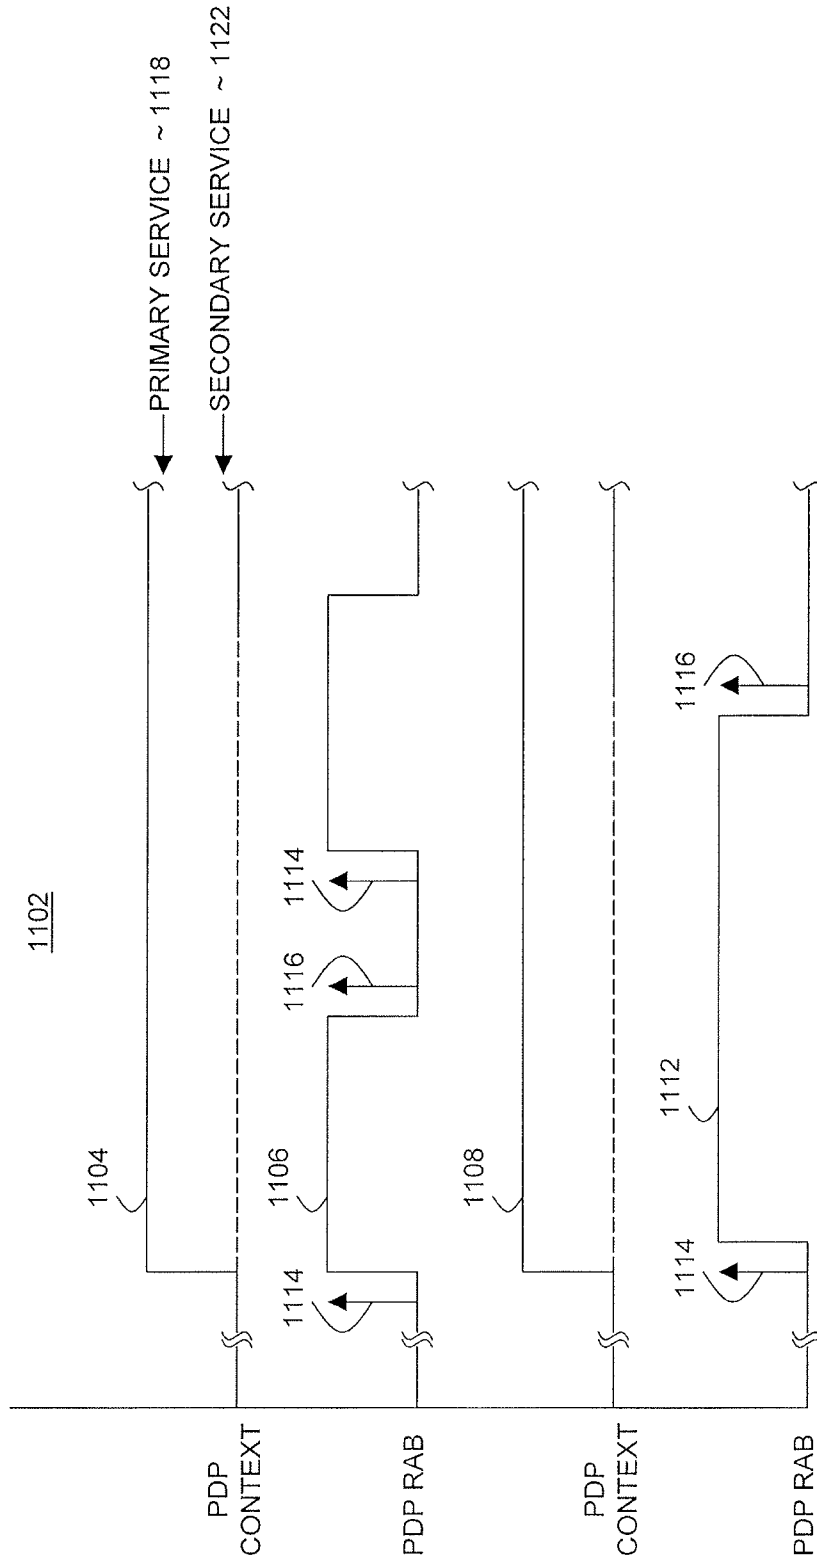 1102
PRIMARY SERVICE ~ 1118
SECONDARY SERVICE ~ 1122
1104
PDP
CONTEXT
1114
1106
1116
1114
PDP RAB
1108
PDP
CONTEXT
1114
1112
1116
PDP RAB